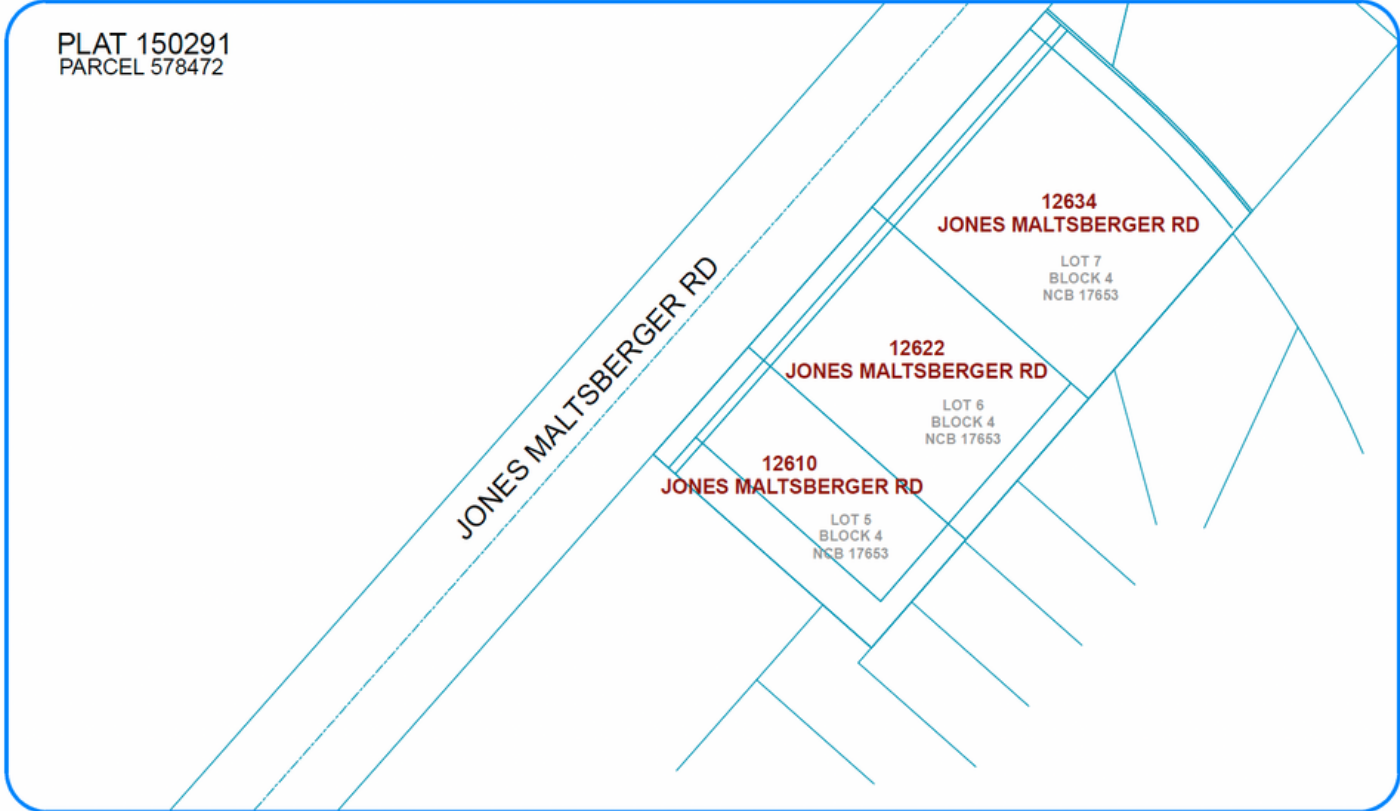 PLAT 150291
PARCEL 578472
JONES MALTSBERGER RD
12634
JONES MALTSBERGER RD
LOT 7
BLOCK 4
NCB 17653
12622
JONES MALTSBERGER RD
LOT 6
BLOCK 4
NCB 17653
12610
JONES MALTSBERGER RD
LOT 5
BLOCK 4
NCB 17653